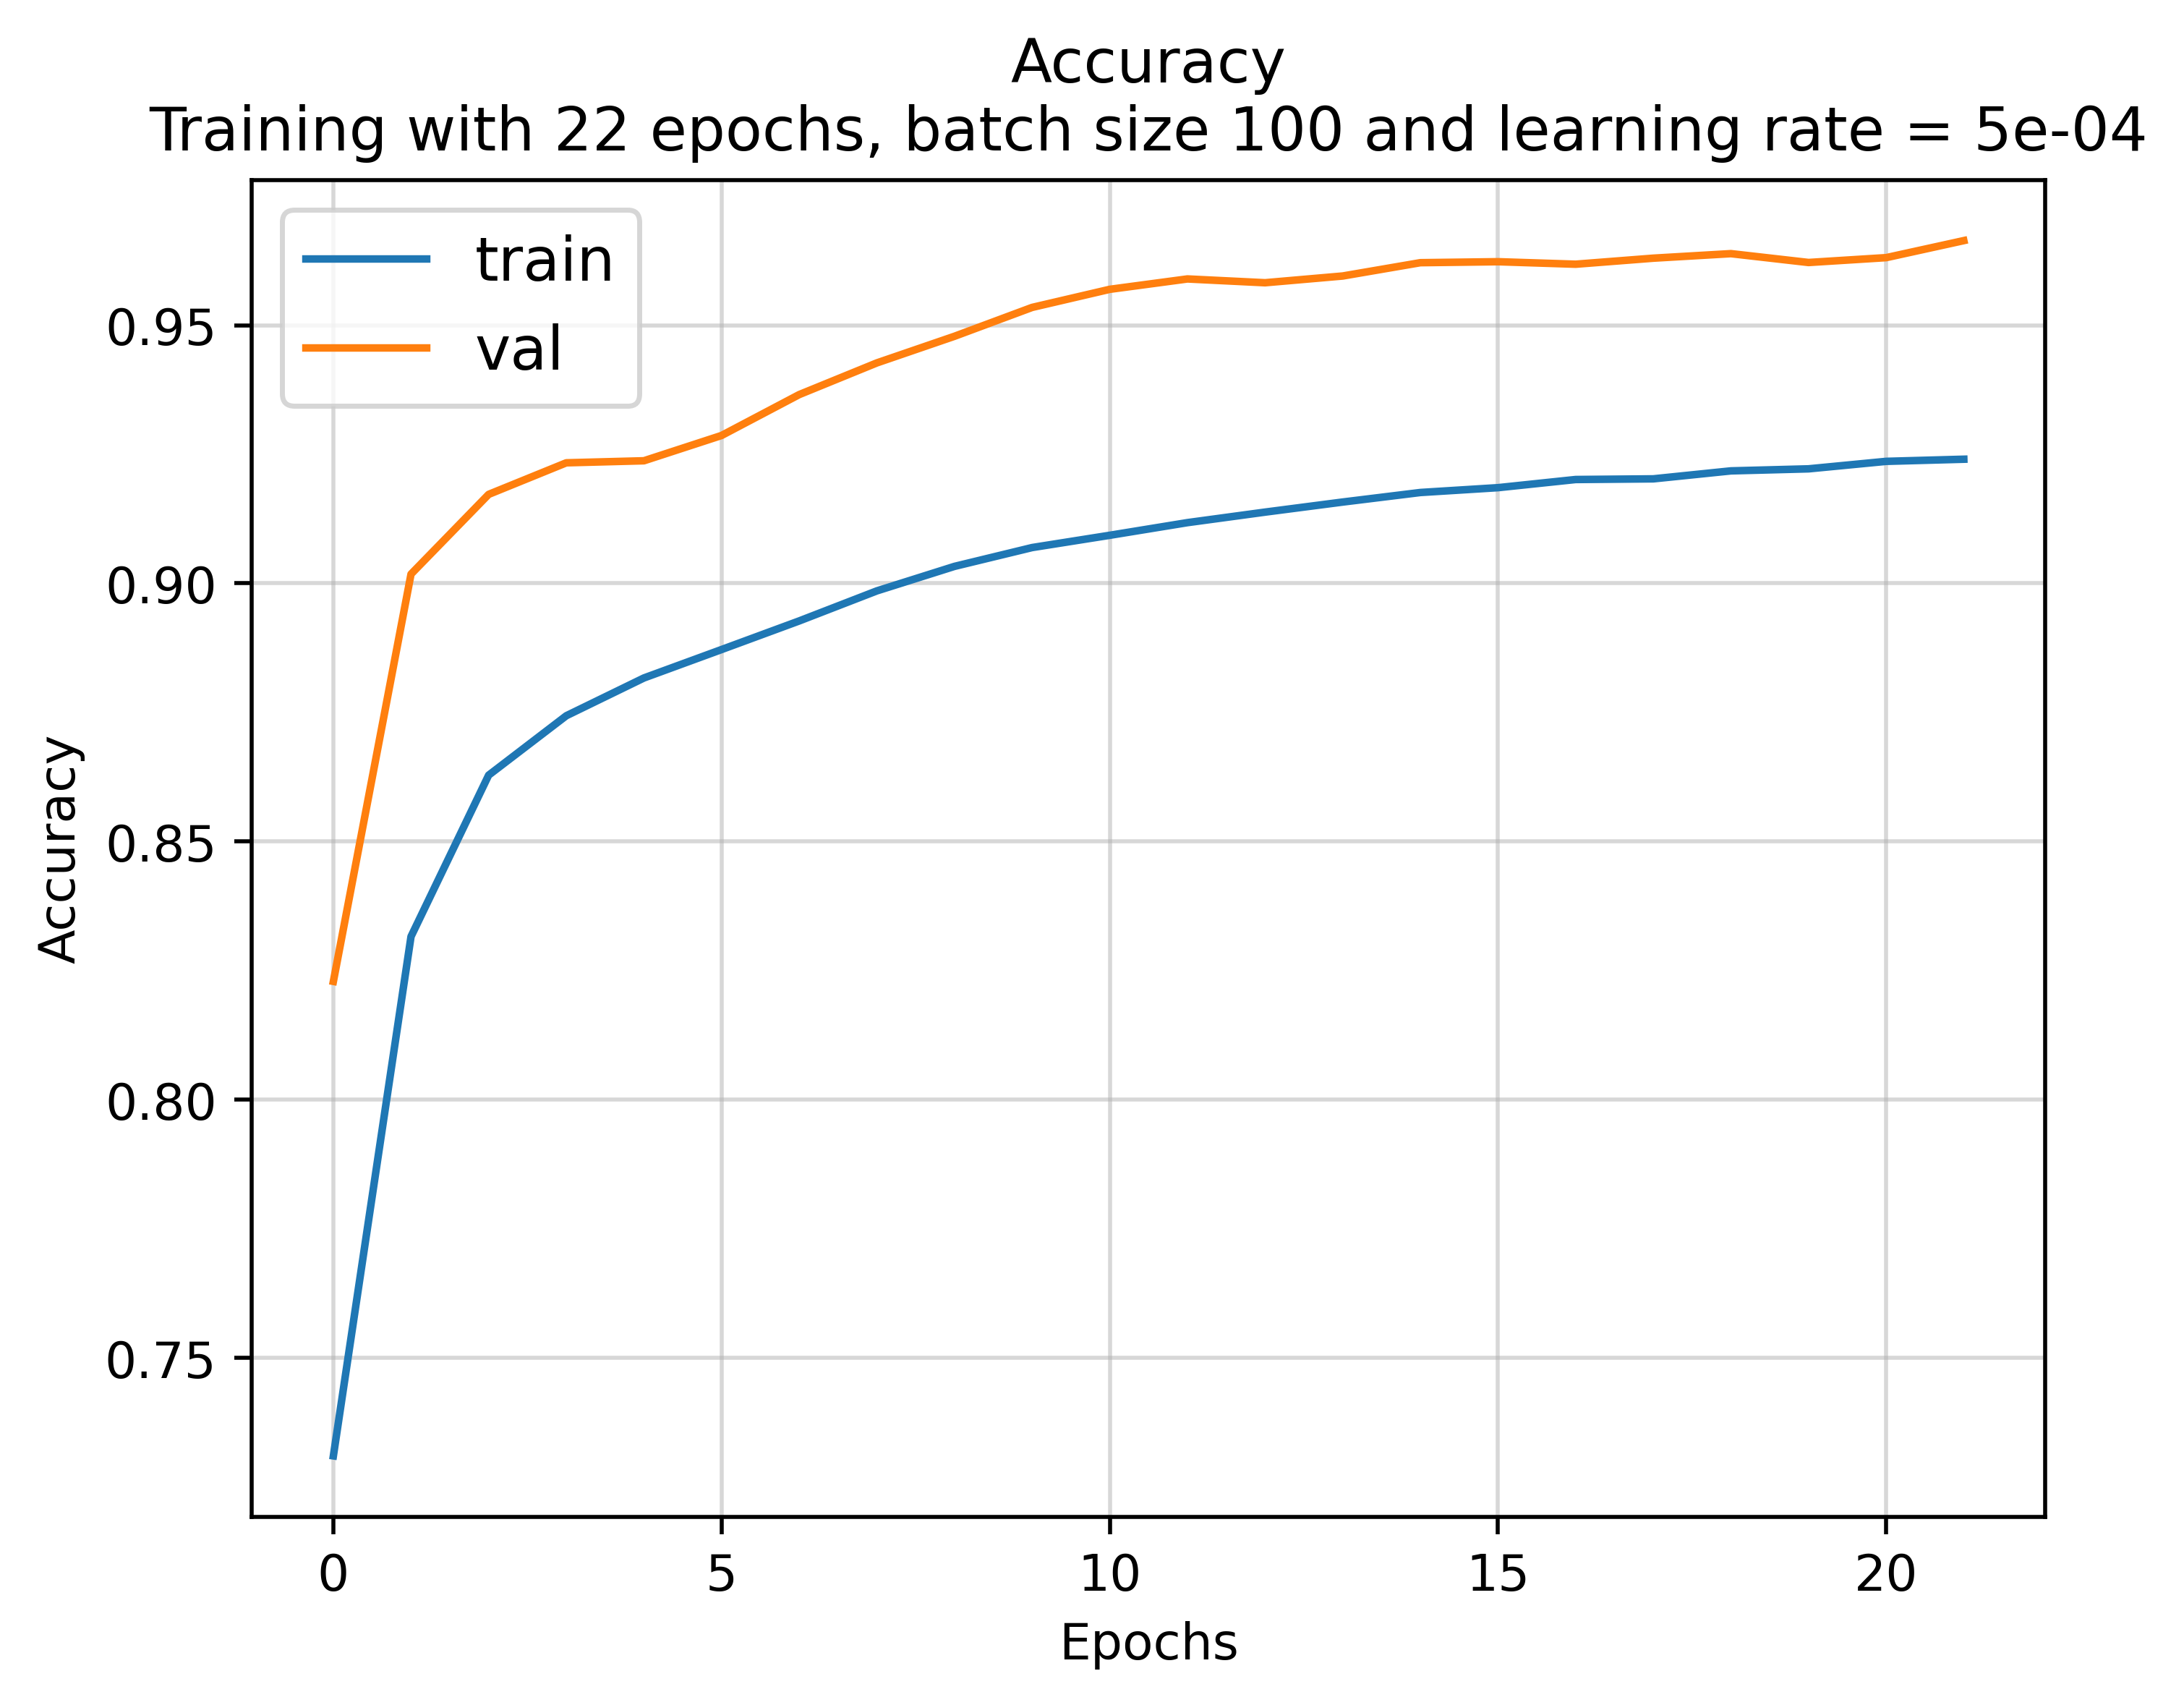 Accuracy
Training with 22 epochs, batch size 100 and learning rate = 5e-04
train
val
0.95
0.90
0.85
0.80
0.75
Accuracy
0 5 10 15 20
Epochs